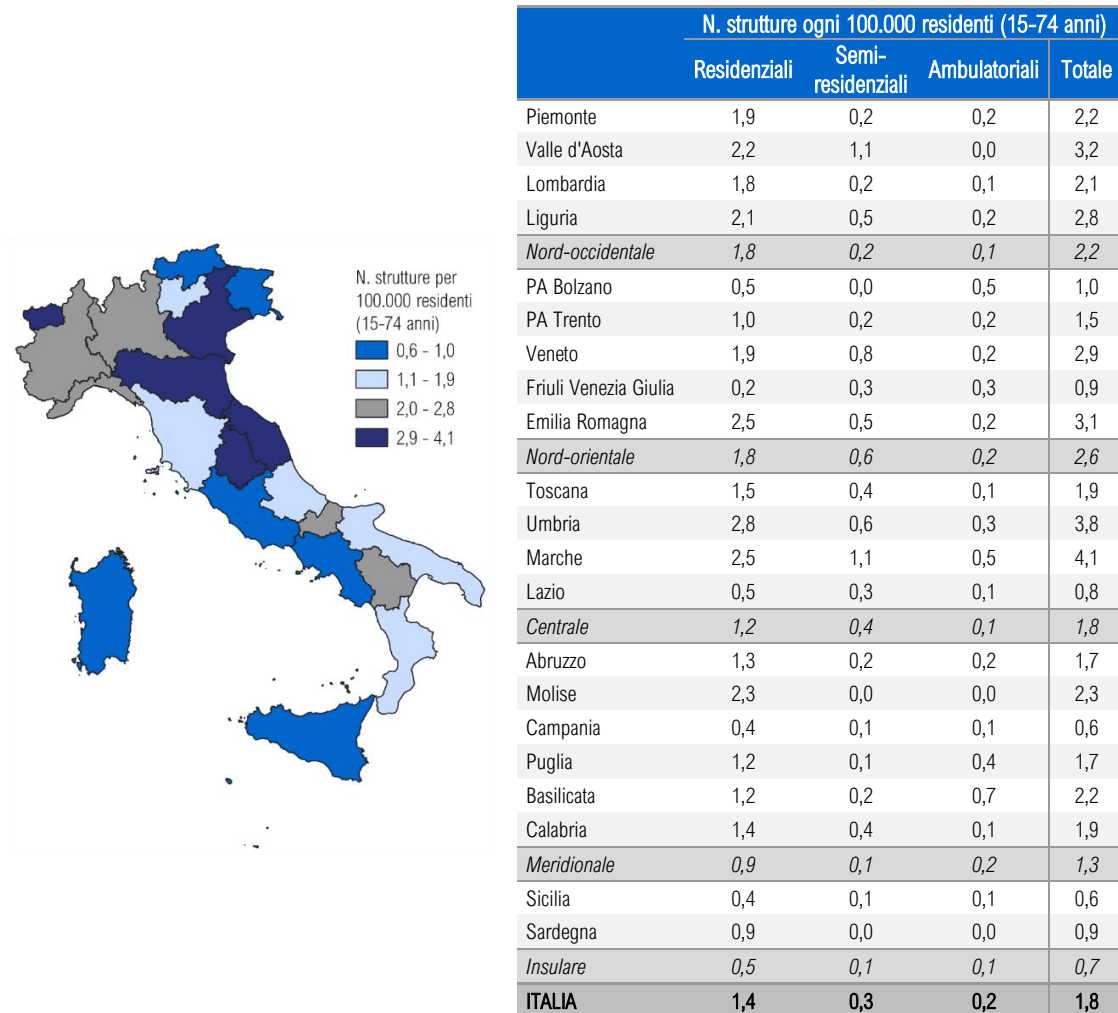 N. strutture per
100.000 residenti
(15-74 anni)
0,6 - 1,0
1,1 - 1,9
2,0 - 2,8
2,9 - 4,1
N. strutture ogni 100.000 residenti (15-74 anni)
Residenziali Semi-residenziali Ambulatoriali Totale
Piemonte 1,9 0,2 0,2 2,2
Valle d'Aosta 2,2 1,1 0,0 3,2
Lombardia 1,8 0,2 0,1 2,1
Liguria 2,1 0,5 0,2 2,8
Nord-occidentale 1,8 0,2 0,1 2,2
PA Bolzano 0,5 0,0 0,5 1,0
PA Trento 1,0 0,2 0,2 1,5
Veneto 1,9 0,8 0,2 2,9
Friuli Venezia Giulia 0,2 0,3 0,3 0,9
Emilia Romagna 2,5 0,5 0,2 3,1
Nord-orientale 1,8 0,6 0,2 2,6
Toscana 1,5 0,4 0,1 1,9
Umbria 2,8 0,6 0,3 3,8
Marche 2,5 1,1 0,5 4,1
Lazio 0,5 0,3 0,1 0,8
Centrale 1,2 0,4 0,1 1,8
Abruzzo 1,3 0,2 0,2 1,7
Molise 2,3 0,0 0,0 2,3
Campania 0,4 0,1 0,1 0,6
Puglia 1,2 0,1 0,4 1,7
Basilicata 1,2 0,2 0,7 2,2
Calabria 1,4 0,4 0,1 1,9
Meridionale 0,9 0,1 0,2 1,3
Sicilia 0,4 0,1 0,1 0,6
Sardegna 0,9 0,0 0,0 0,9
Insulare 0,5 0,1 0,1 0,7
ITALIA 1,4 0,3 0,2 1,8